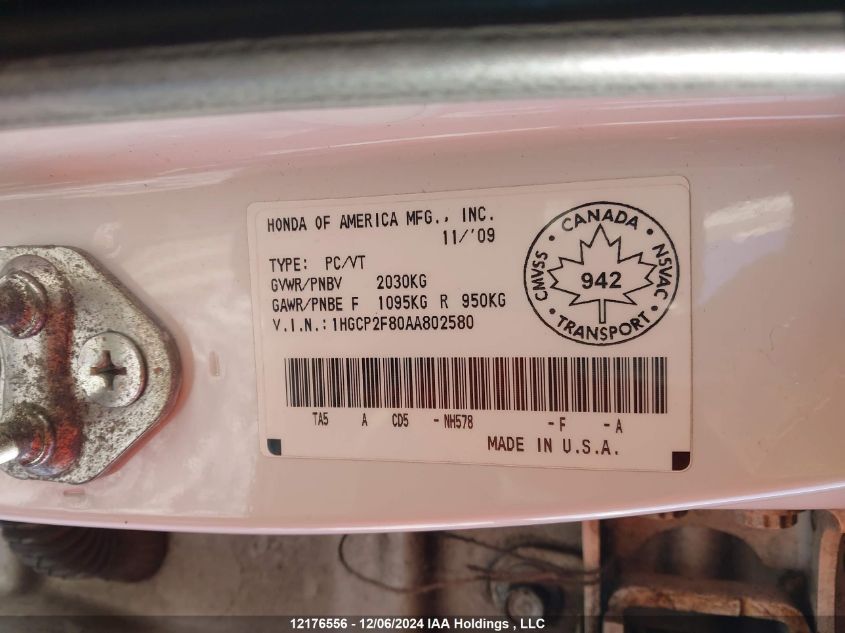 HONDA OF AMERICA MFG., INC.
11/'09
TYPE: PC/VT
GVWR/PNBV 2030KG
GAWR/PNBE F 1095KG R 950KG
V.I.N.: 1HGCP2F80AA802580
CANADA
CMVSS
NSVAC
942
TRANSPORT
TA5 A CD5 - NH578 - F - A
MADE IN U.S.A.
12176556 - 12/06/2024 IAA Holdings , LLC